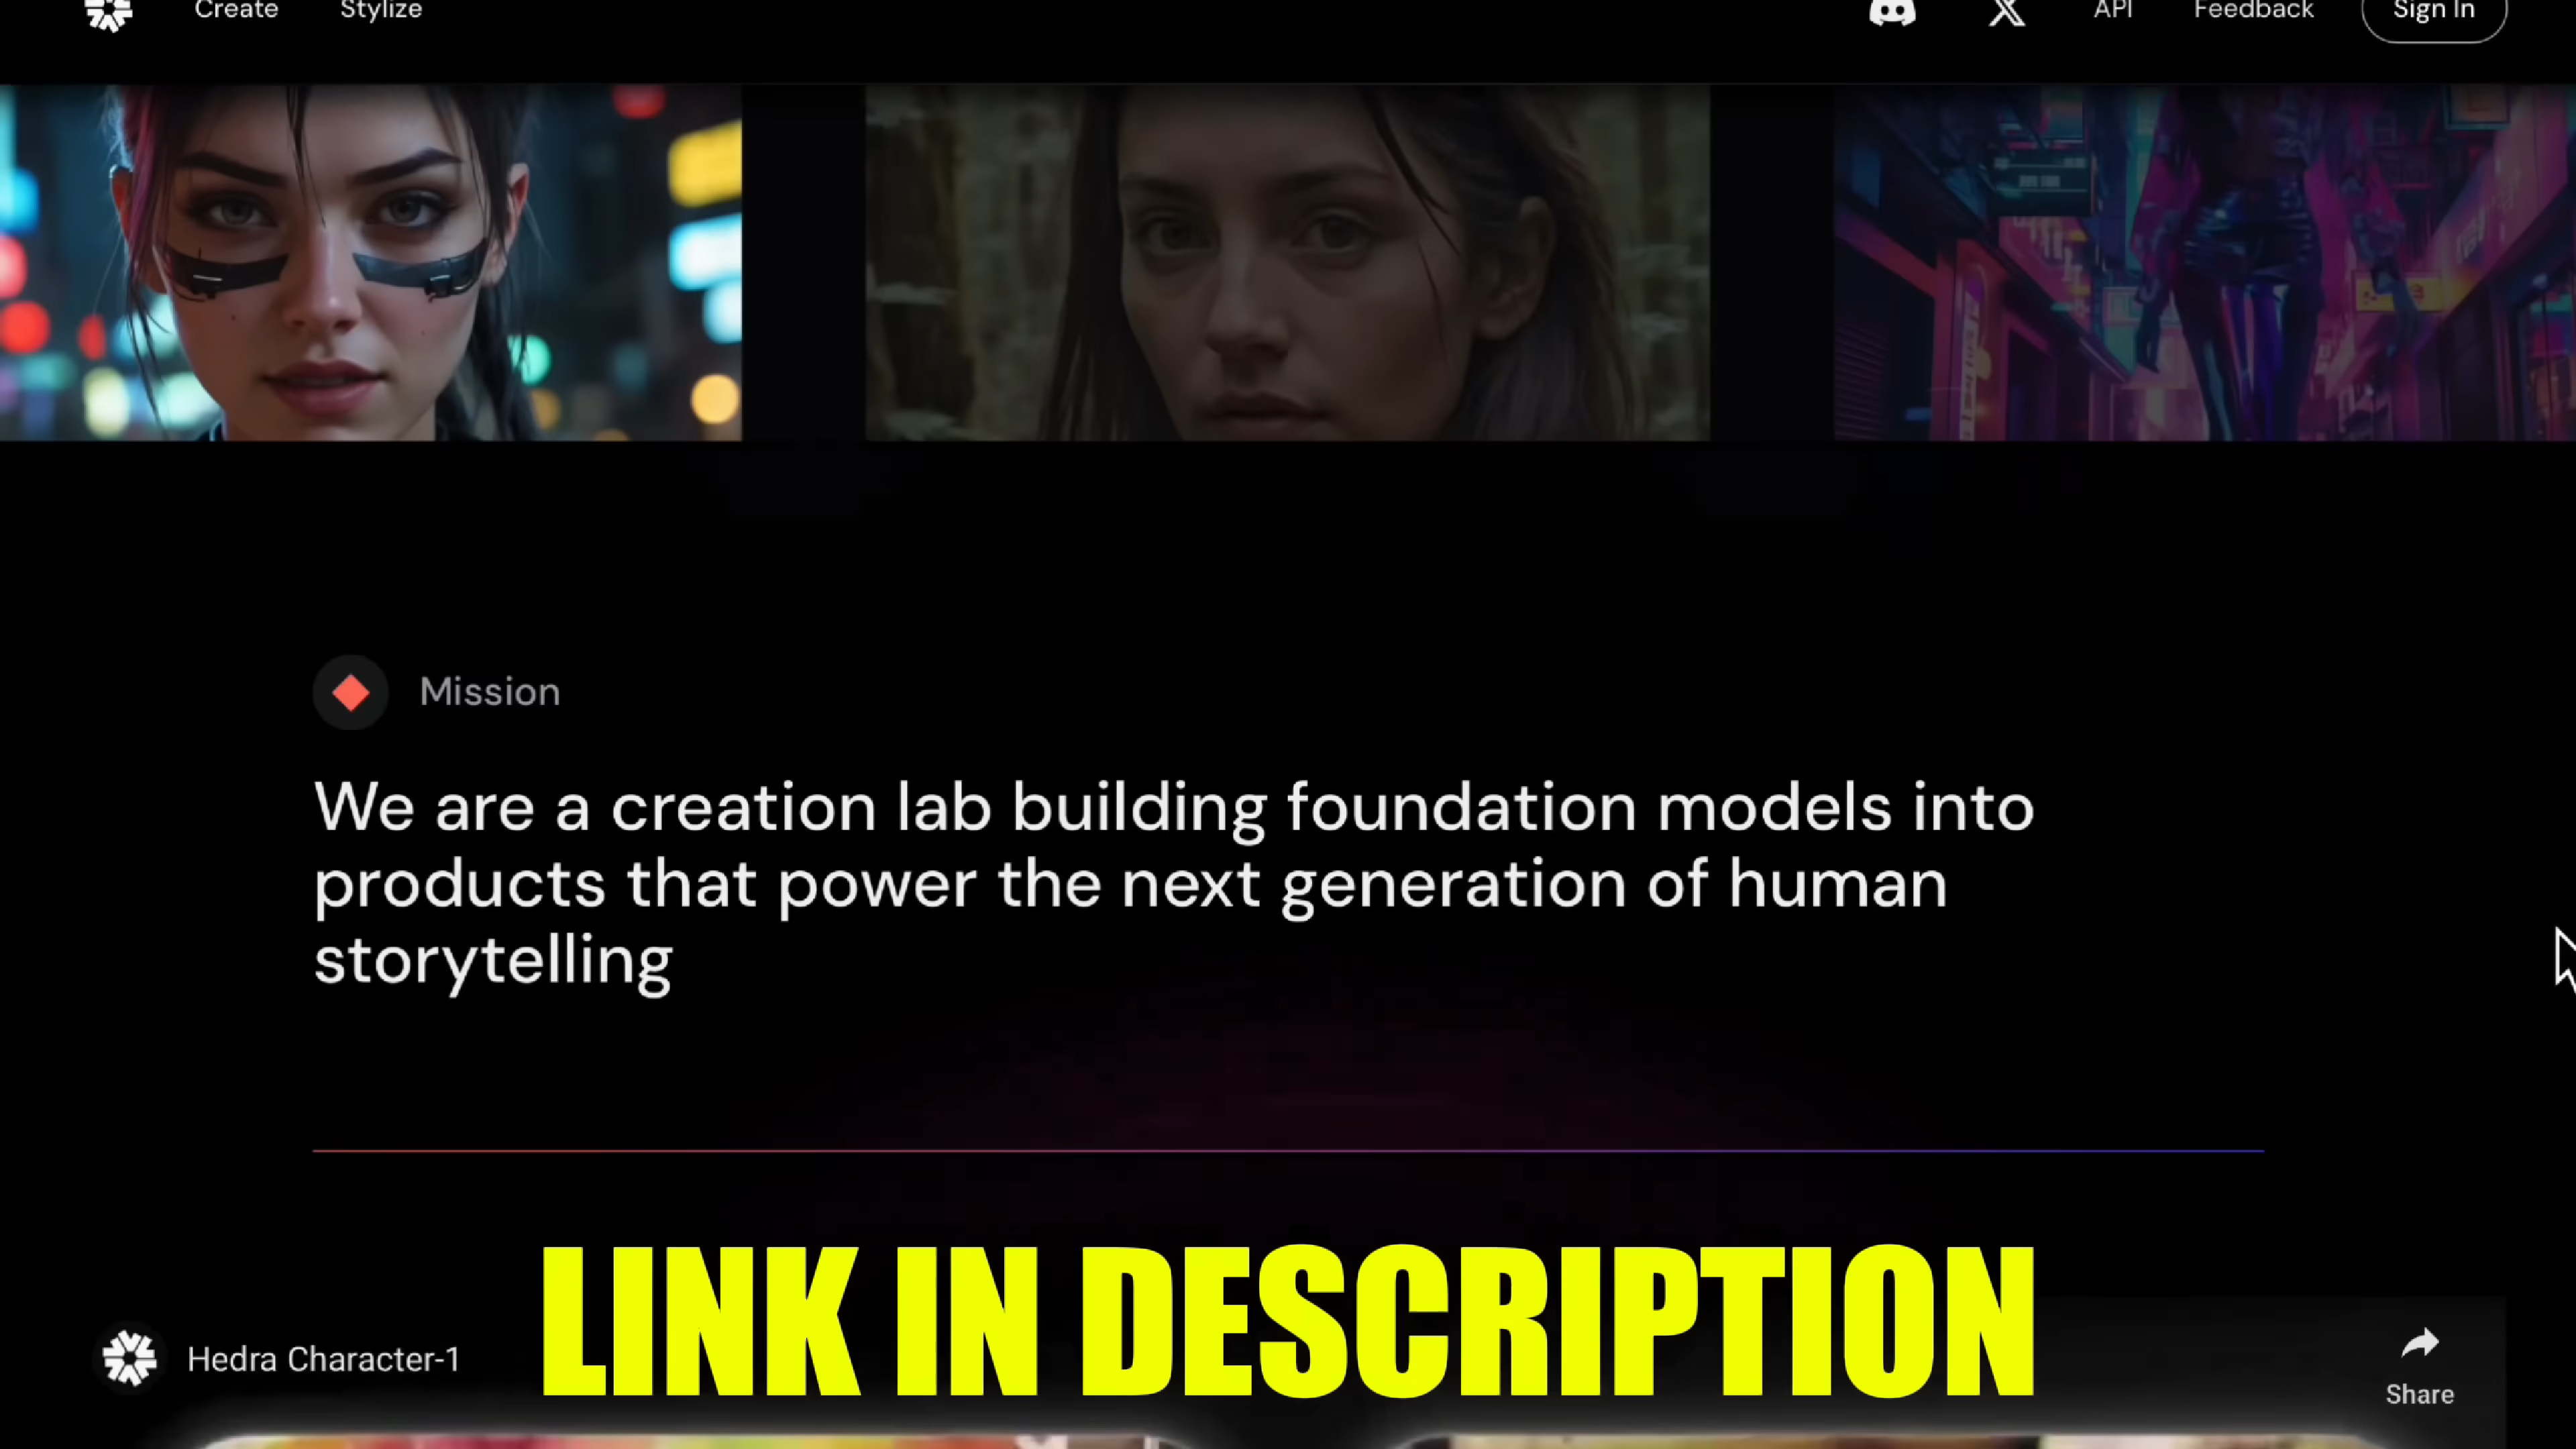 Create Stylize API Feedback Sign In
Mission
We are a creation lab building foundation models into
products that power the next generation of human
storytelling
LINK IN DESCRIPTION
Hedra Character-1
Share